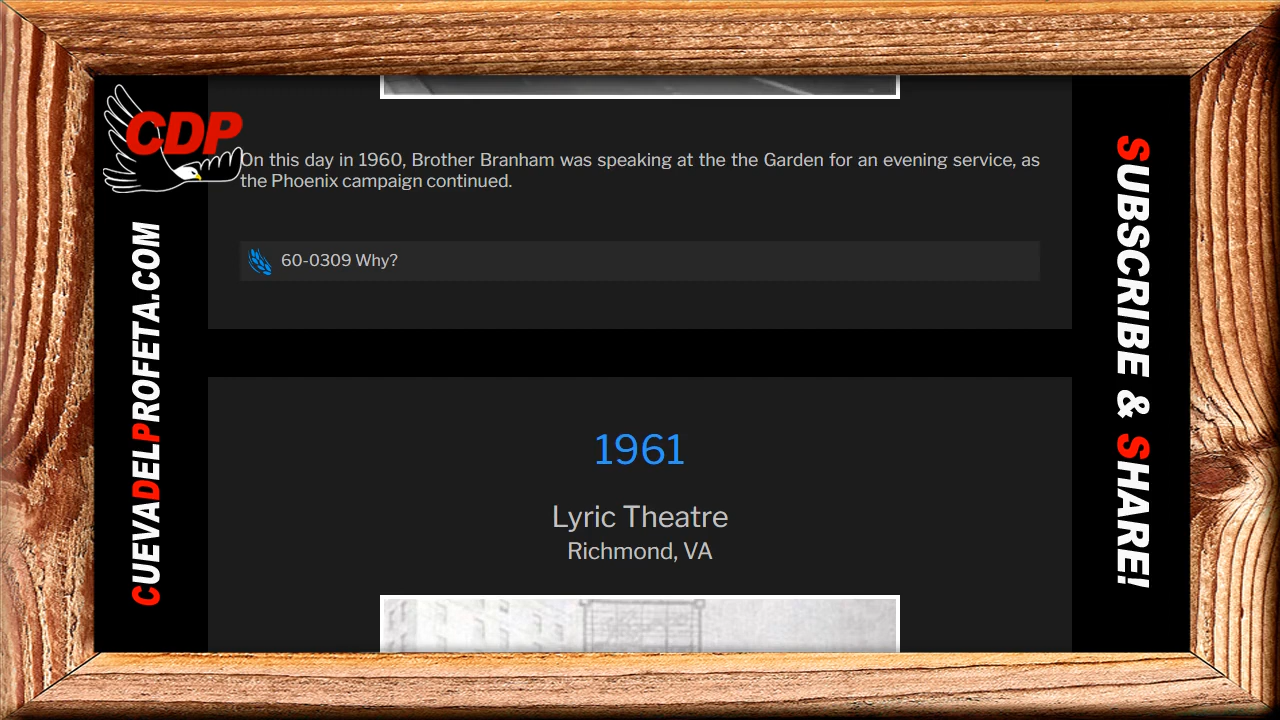 CDP
CUEVADELPROFETA.COM
On this day in 1960, Brother Branham was speaking at the the Garden for an evening service, as
the Phoenix campaign continued.
60-0309 Why?
1961
Lyric Theatre
Richmond, VA
SUBSCRIBE & SHARE!